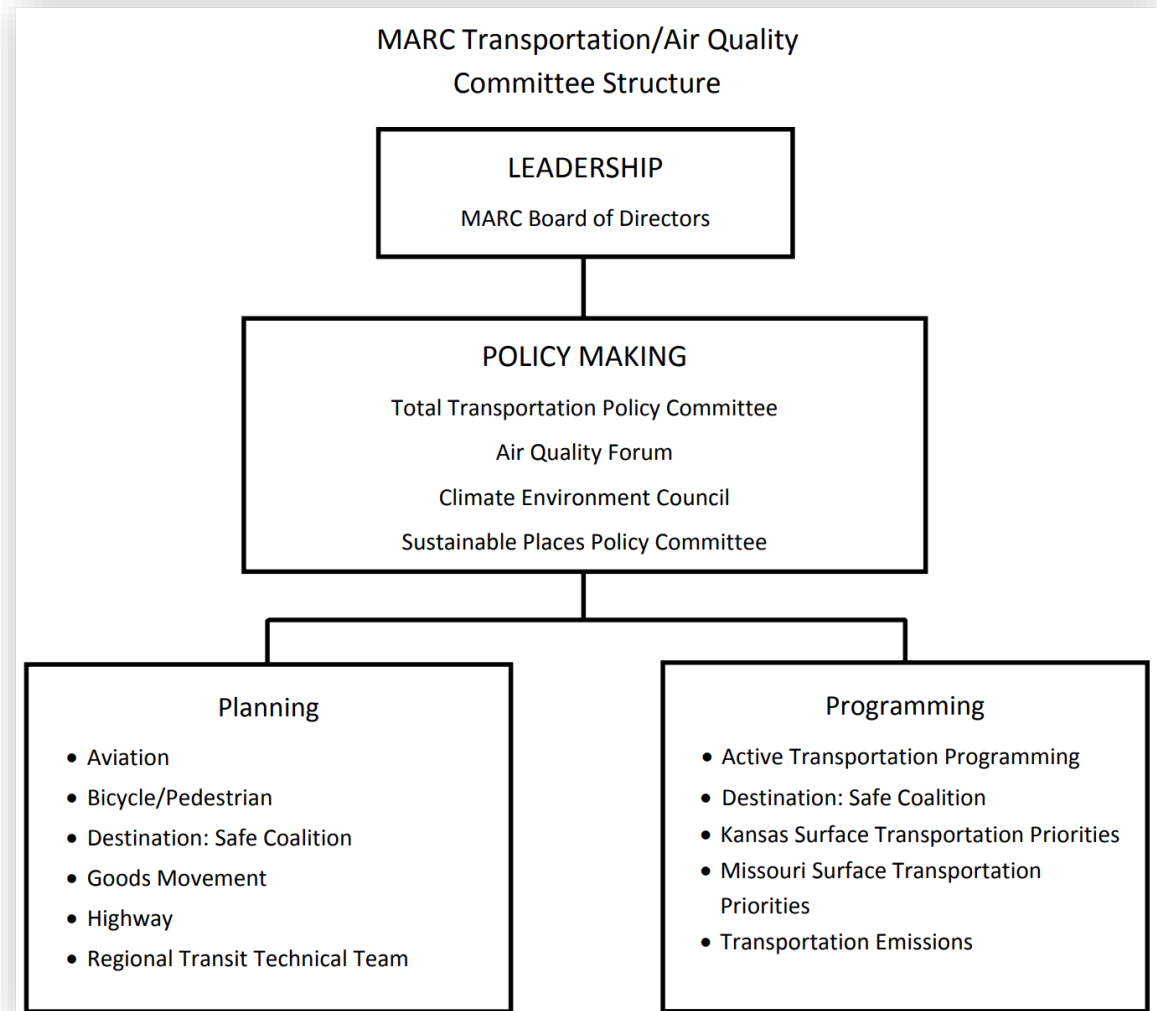 MARC Transportation/Air Quality
Committee Structure
LEADERSHIP
MARC Board of Directors
POLICY MAKING
Total Transportation Policy Committee
Air Quality Forum
Climate Environment Council
Sustainable Places Policy Committee
Planning
• Aviation
• Bicycle/Pedestrian
• Destination: Safe Coalition
• Goods Movement
• Highway
• Regional Transit Technical Team
Programming
• Active Transportation Programming
• Destination: Safe Coalition
• Kansas Surface Transportation Priorities
• Missouri Surface Transportation
Priorities
• Transportation Emissions